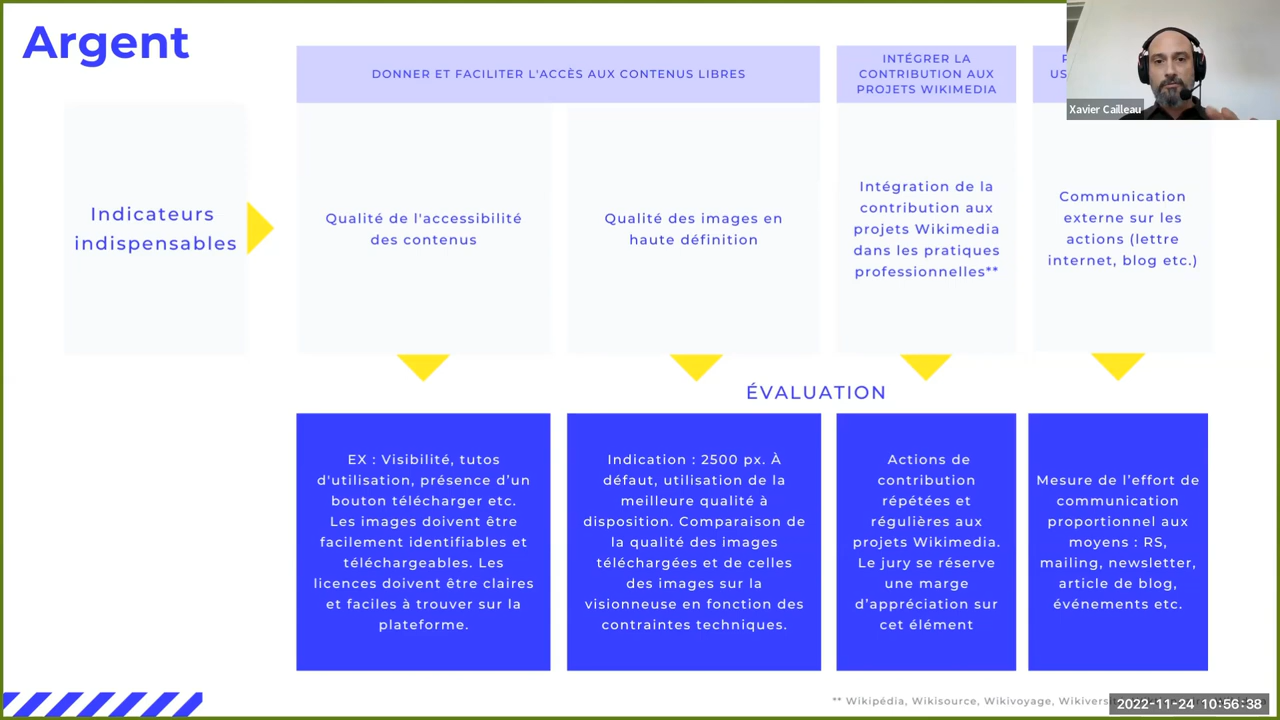 Argent
DONNER ET FACILITER L'ACCÈS AUX CONTENUS LIBRES
INTÉGRER LA
CONTRIBUTION AUX
PROJETS WIKIMEDIA
Xavier Cailleau
Indicateurs
indispensables
Qualité de l'accessibilité
des contenus
Qualité des images en
haute définition
Intégration de la
contribution aux
projets Wikimedia
dans les pratiques
professionnelles**
Communication
externe sur les
actions (lettre
internet, blog etc.)
ÉVALUATION
EX : Visibilité, tutos
d'utilisation, présence d’un
bouton télécharger etc.
Les images doivent être
facilement identifiables et
téléchargeables. Les
licences doivent être claires
et faciles à trouver sur la
plateforme.
Indication : 2500 px. À
défaut, utilisation de la
meilleure qualité à
disposition. Comparaison de
la qualité des images
téléchargées et de celles
des images sur la
visionneuse en fonction des
contraintes techniques.
Actions de
contribution
répétées et
régulières aux
projets Wikimedia.
Le jury se réserve
une marge
d’appréciation sur
cet élément
Mesure de l’effort de
communication
proportionnel aux
moyens : RS,
mailing, newsletter,
article de blog,
événements etc.
** Wikipédia, Wikisource, Wikivoyage,
2022-11-24 10:56:38